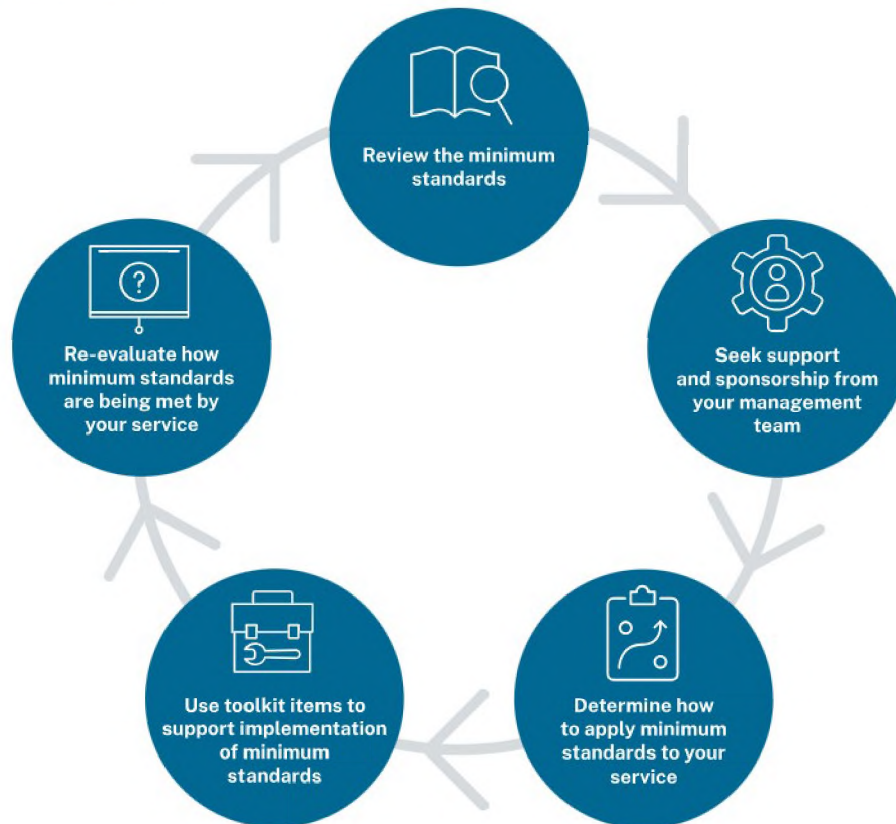 Review the minimum
standards
Seek support
and sponsorship from
your management
team
Determine how
to apply minimum
standards to your
service
Use toolkit items to
support implementation
of minimum
standards
Re-evaluate how
minimum standards
are being met by
your service
?